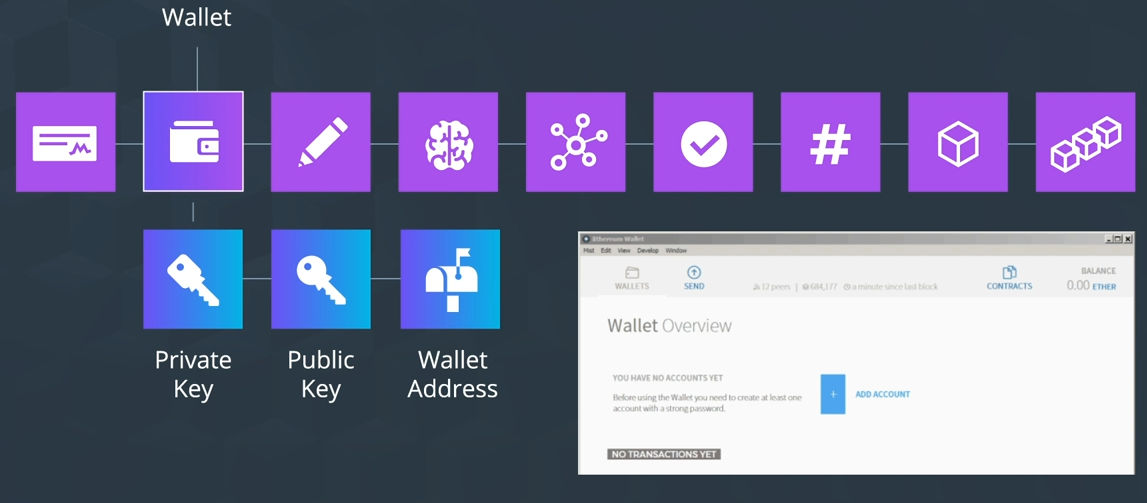 Wallet
#
Private
Key
Public
Key
Wallet
Address
Ethereum Wallet
Mist Edit View Develop Window
WALLETS
SEND
12 peers | 684,177 a minute since last block
CONTRACTS
BALANCE
0.00 ETHER
Wallet Overview
YOU HAVE NO ACCOUNTS YET
Before using the Wallet you need to create at least one
account with a strong password.
+
ADD ACCOUNT
NO TRANSACTIONS YET